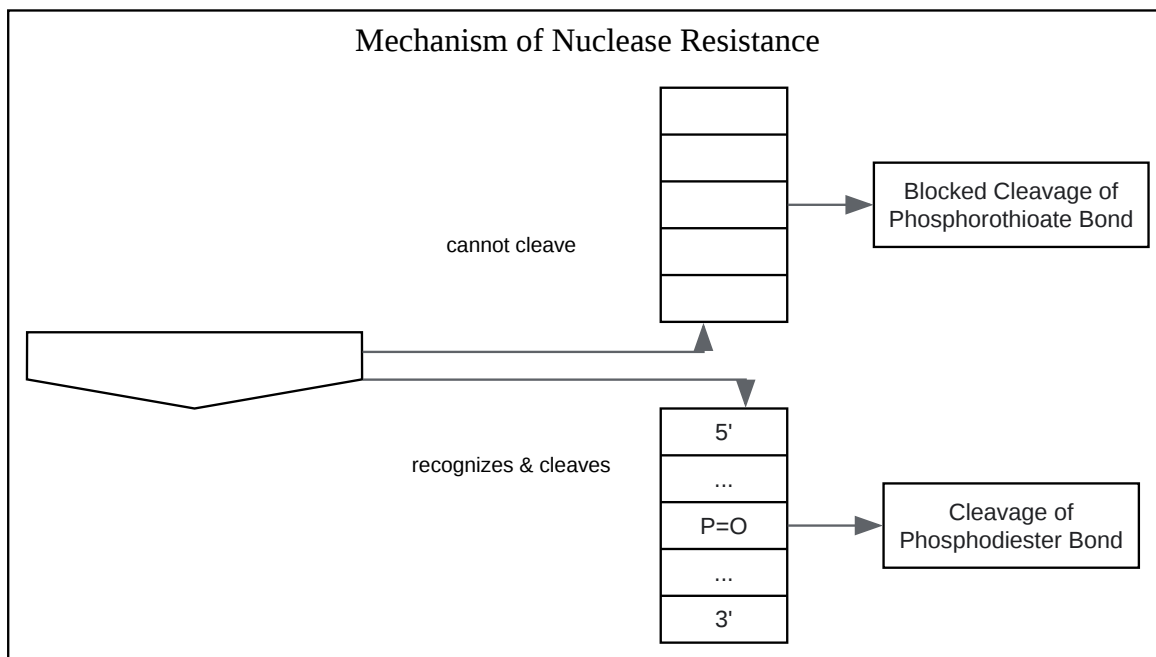 Mechanism of Nuclease Resistance
Blocked Cleavage of
Phosphorothioate Bond
cannot cleave
recognizes & cleaves
5'
...
P=O
...
3'
Cleavage of
Phosphodiester Bond